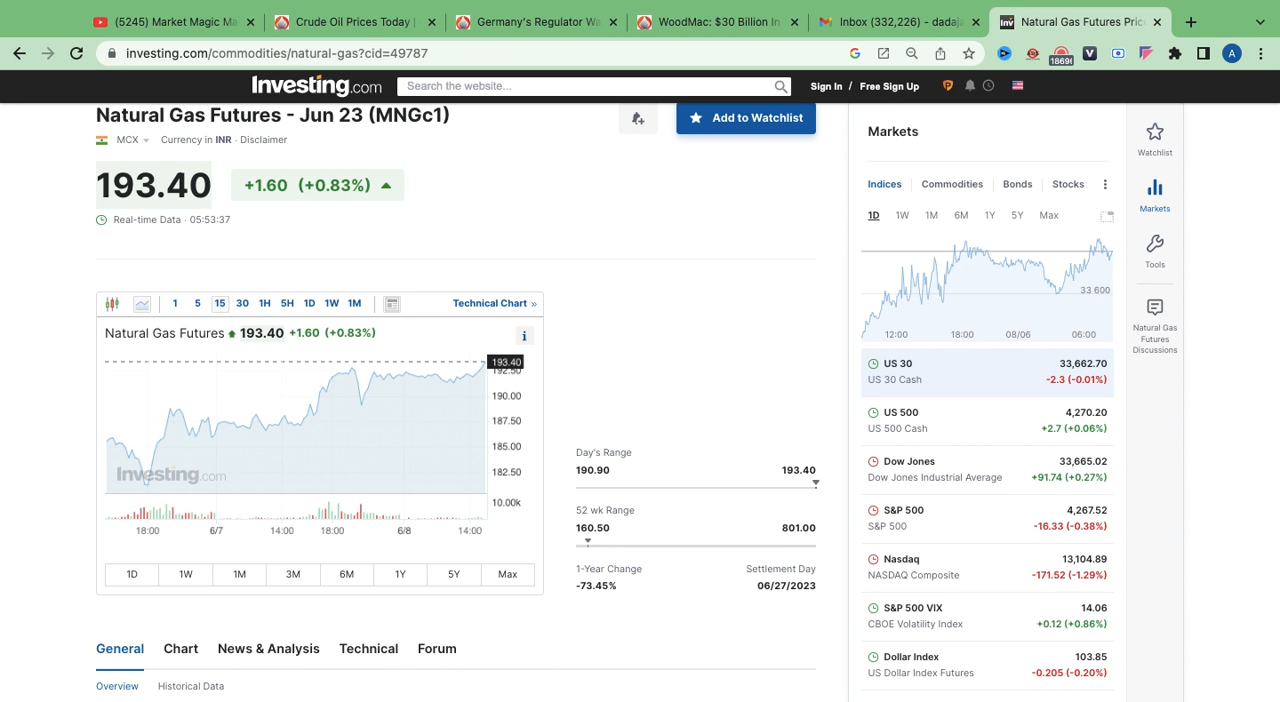 (5245) Market Magic Ma
Crude Oil Prices Today |
Germany's Regulator Wa
WoodMac: $30 Billion In
Inbox (332,226) - dadaja
Inv
Natural Gas Futures Pric
investing.com/commodities/natural-gas?cid=49787
G
V
A
Investing.com
Search the website...
Sign In / Free Sign Up
P
Natural Gas Futures - Jun 23 (MNGc1)
Add to Watchlist
MCX
Currency in INR - Disclaimer
193.40
+1.60 (+0.83%)
Real-time Data · 05:53:37
1 5 15 30 1H 5H 1D 1W 1M
Technical Chart »
Natural Gas Futures 193.40 +1.60 (+0.83%)
i
193.40
192.50
190.00
187.50
185.00
182.50
10.00k
Investing.com
18:00 6/7 14:00 18:00 6/8 14:00
1D 1W 1M 3M 6M 1Y 5Y Max
Day's Range
190.90 193.40
52 wk Range
160.50 801.00
1-Year Change Settlement Day
-73.45% 06/27/2023
General Chart News & Analysis Technical Forum
Overview Historical Data
Markets
Indices Commodities Bonds Stocks
1D 1W 1M 6M 1Y 5Y Max
33 600
12:00 18:00 08/06 06:00
US 30 33,662.70
US 30 Cash -2.3 (-0.01%)
US 500 4,270.20
US 500 Cash +2.7 (+0.06%)
Dow Jones 33,665.02
Dow Jones Industrial Average +91.74 (+0.27%)
S&P 500 4,267.52
S&P 500 -16.33 (-0.38%)
Nasdaq 13,104.89
NASDAQ Composite -171.52 (-1.29%)
S&P 500 VIX 14.06
CBOE Volatility Index +0.12 (+0.86%)
Dollar Index 103.85
US Dollar Index Futures -0.205 (-0.20%)
Watchlist
Markets
Tools
Natural Gas
Futures
Discussions